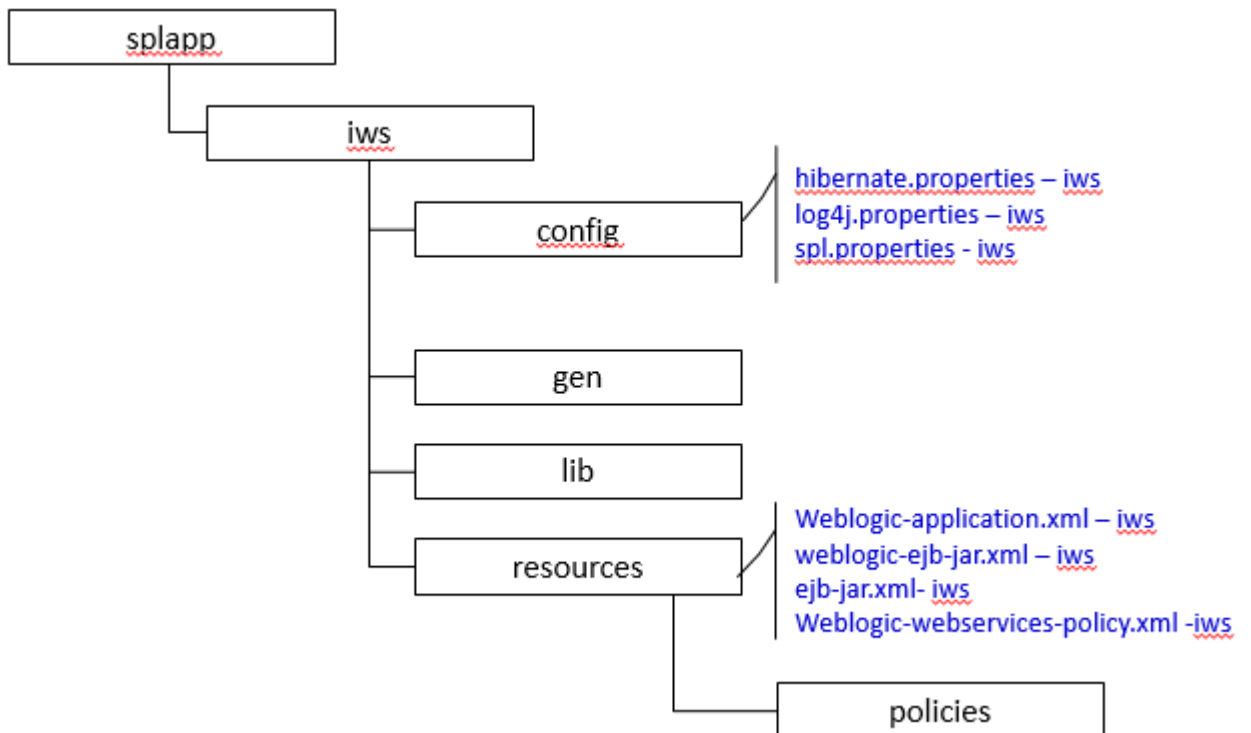 splapp
iws
config
hibernate.properties – iws
log4j.properties – iws
spl.properties - iws
gen
lib
resources
Weblogic-application.xml – iws
weblogic-ejb-jar.xml – iws
ejb-jar.xml- iws
Weblogic-webservices-policy.xml -iws
policies